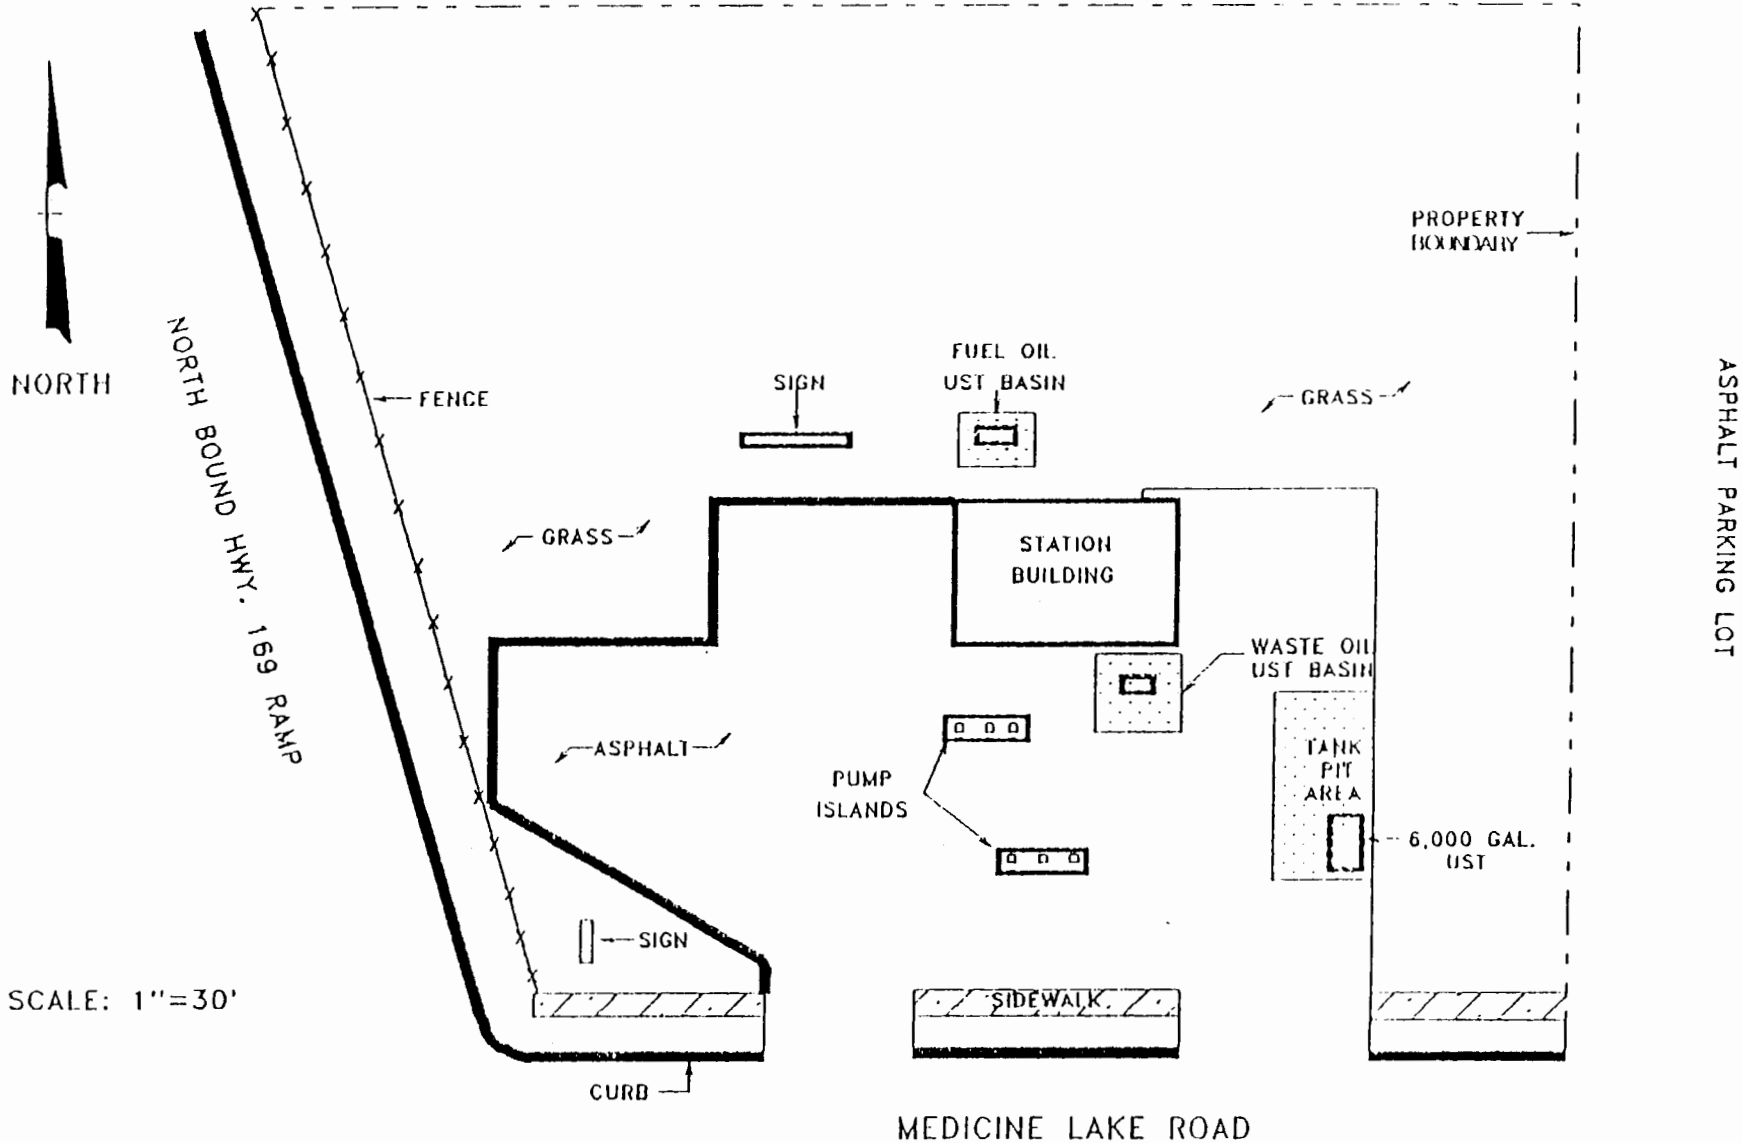 PROPERTY
BOUNDARY
FUEL OIL
UST BASIN
SIGN
NORTH
FENCE
GRASS
ASPHALT PARKING LOT
NORTH BOUND HWY. 169 RAMP
GRASS
STATION
BUILDING
WASTE OIL
UST BASIN
ASPHALT
TANK
PIT
AREA
PUMP
ISLANDS
6,000 GAL.
UST
SIGN
SCALE: 1"=30'
SIDEWALK
CURB
MEDICINE LAKE ROAD